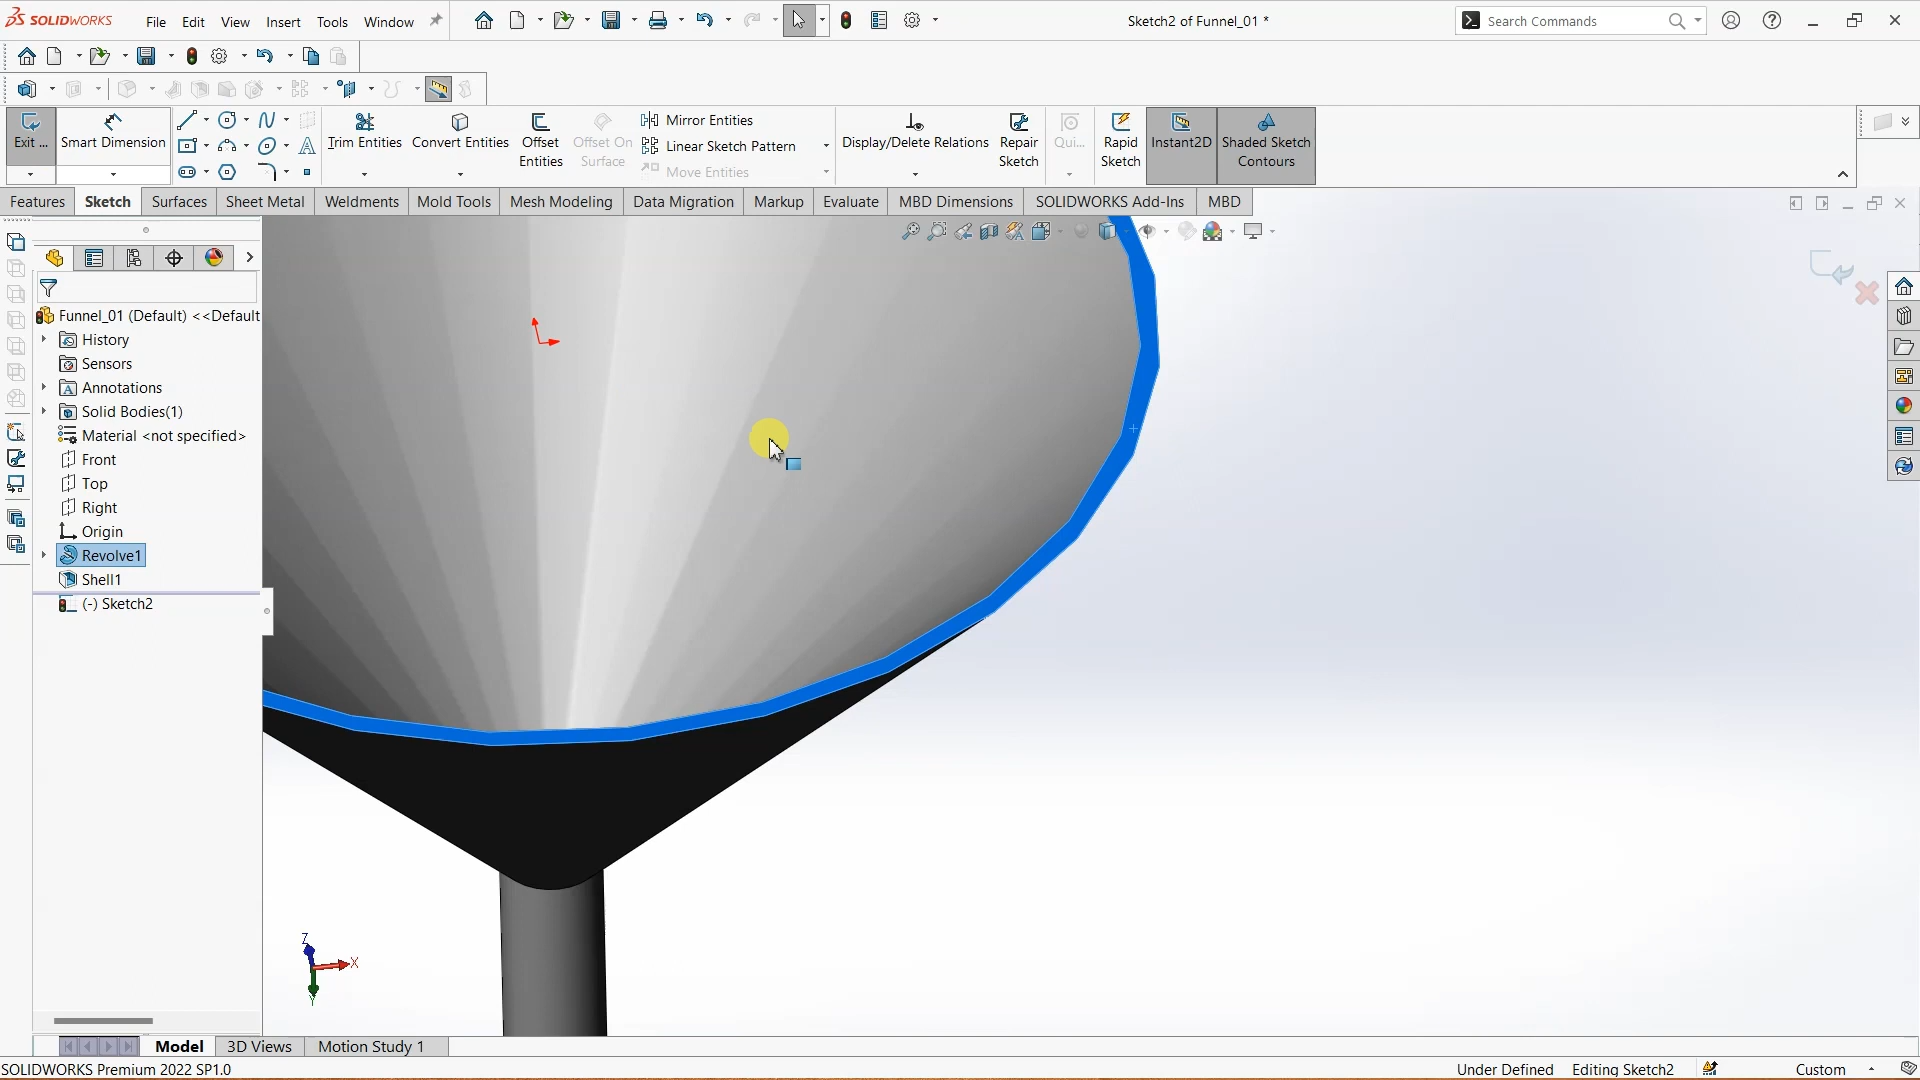 SOLIDWORKS
File Edit View Insert Tools Window
Sketch2 of Funnel_01 *
Search Commands
Exit ...
Smart Dimension
Trim Entities
Convert Entities
Offset
Entities
Offset On
Surface
Mirror Entities
Linear Sketch Pattern
Move Entities
Display/Delete Relations
Repair
Sketch
Qui...
Rapid
Sketch
Instant2D
Shaded Sketch
Contours
Features Sketch Surfaces Sheet Metal Weldments Mold Tools Mesh Modeling Data Migration Markup Evaluate MBD Dimensions SOLIDWORKS Add-Ins MBD
Funnel_01 (Default) <<Default
History
Sensors
Annotations
Solid Bodies(1)
Material <not specified>
Front
Top
Right
Origin
Revolve1
Shell1
(-) Sketch2
Z
X
Y
Model 3D Views Motion Study 1
SOLIDWORKS Premium 2022 SP1.0
Under Defined Editing Sketch2 Custom